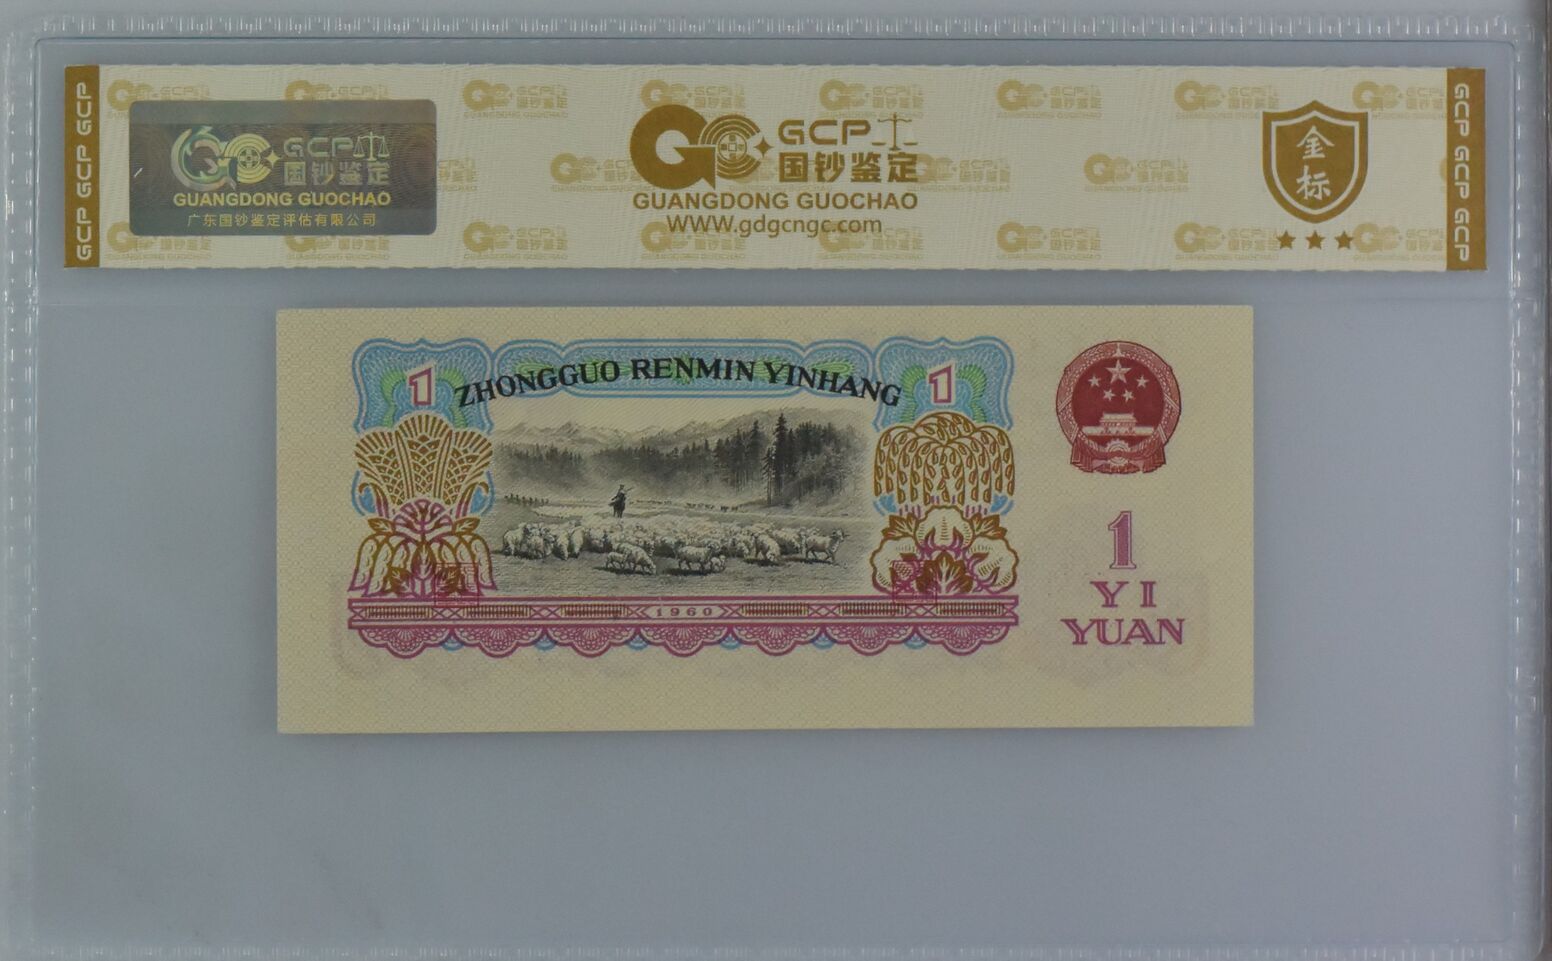 GCP GCP GCP
GCP
国钞鉴定
GUANGDONG GUOCHAO
广东国钞鉴定评估有限公司
GCP
国钞鉴定
GUANGDONG GUOCHAO
WWW.gdgcngc.com
金标
GCP GCP GCP
1 ZHONGGUO RENMIN YINHANG 1
1960
1
YI
YUAN